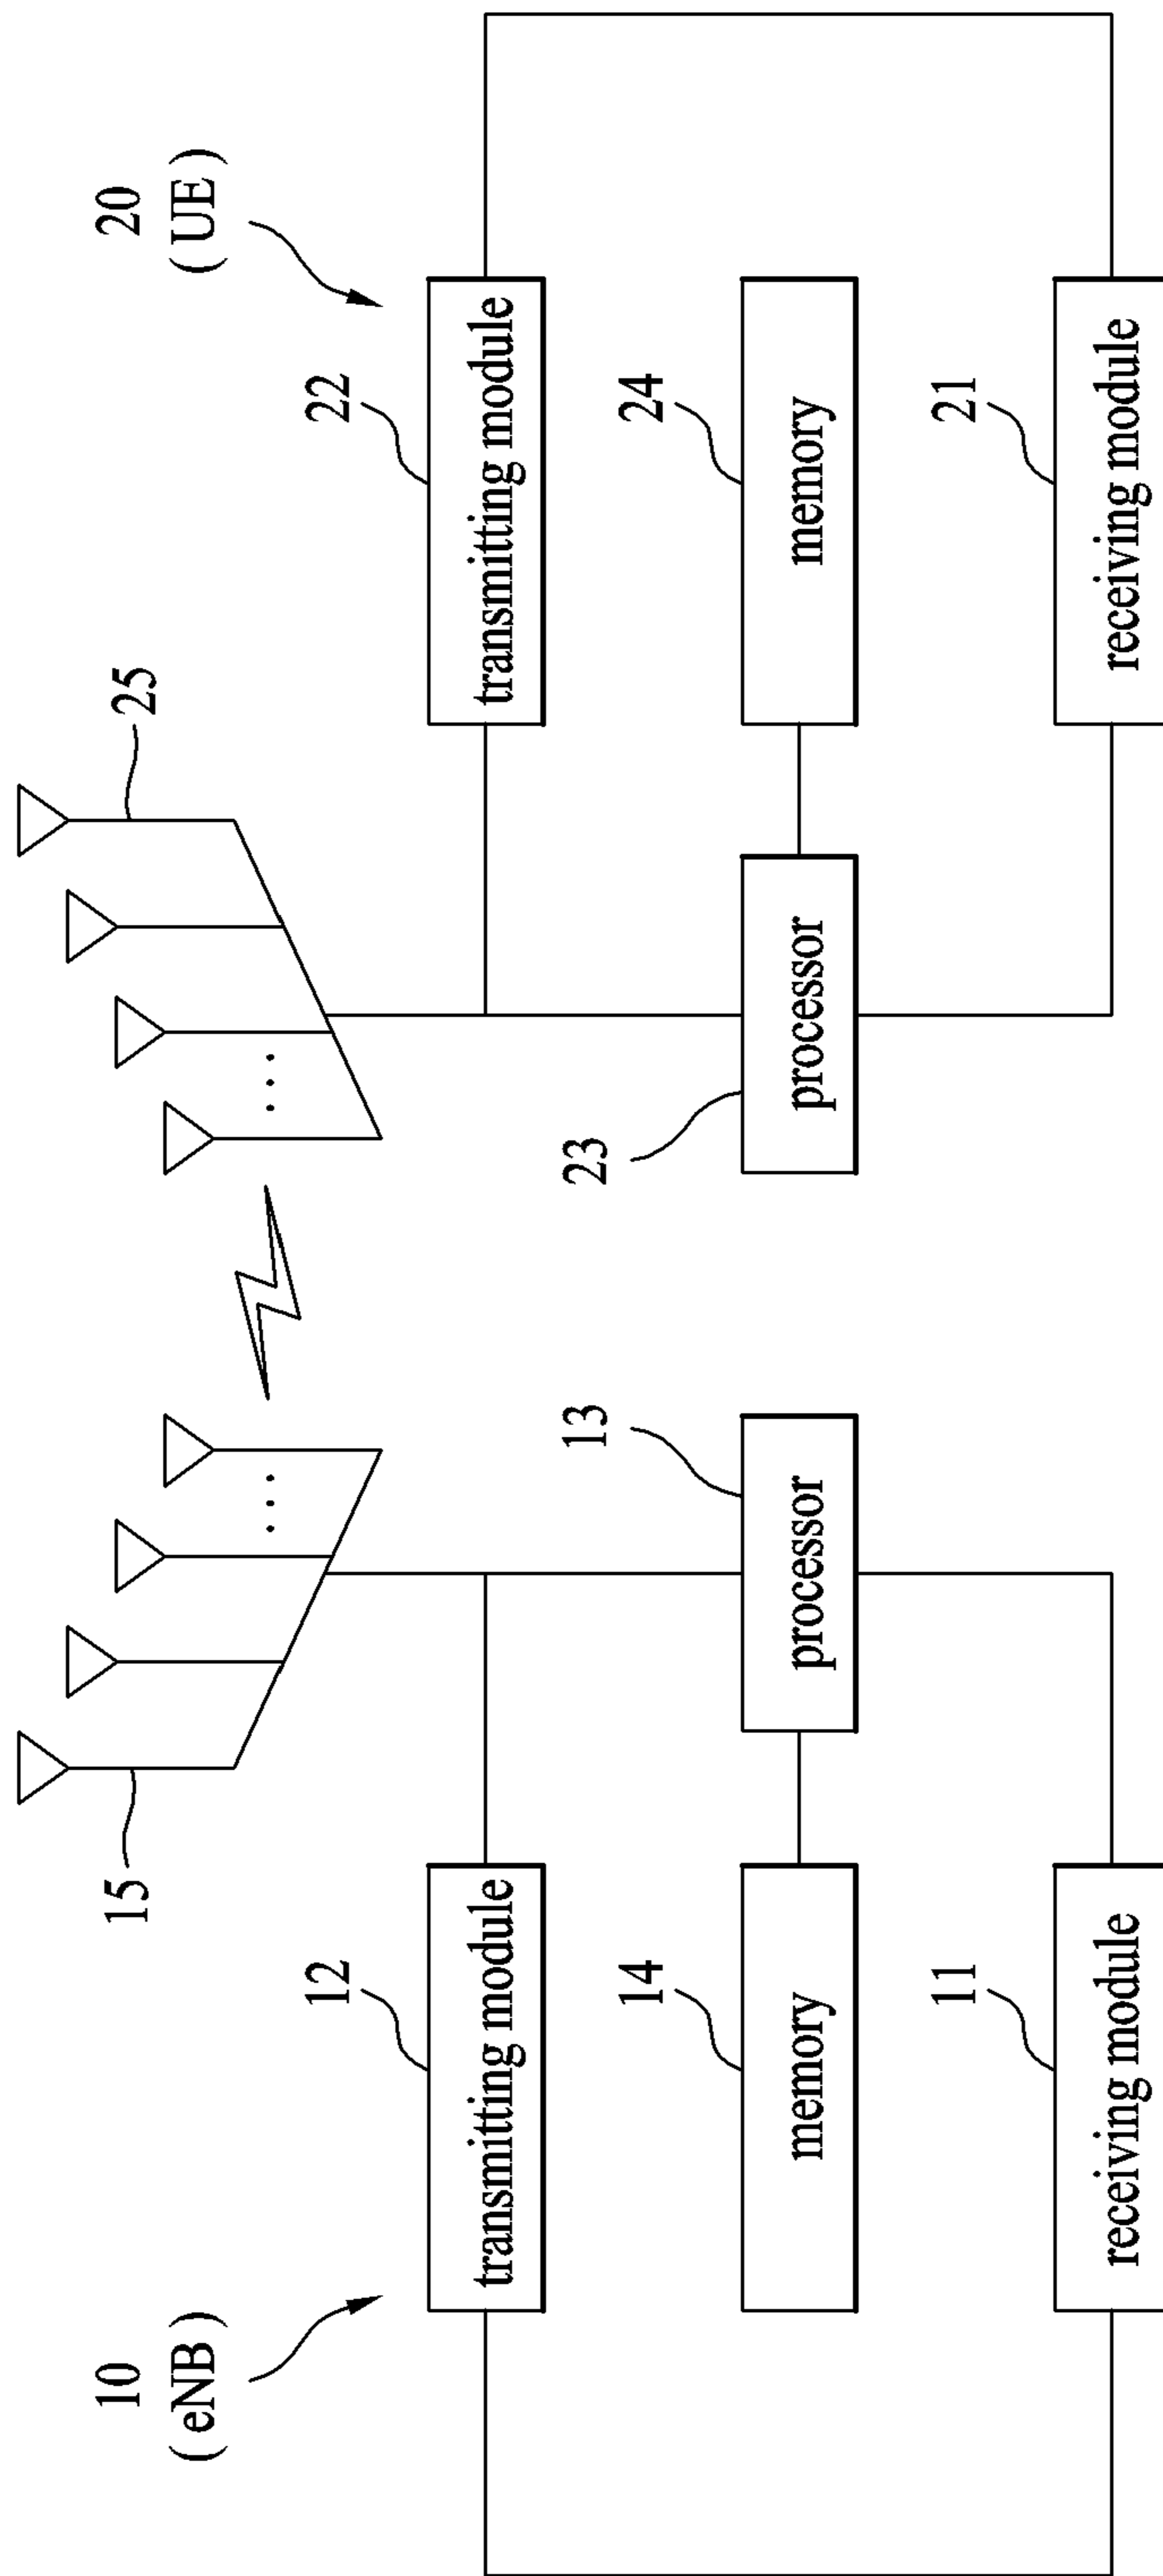 10
( eNB )
15
12
transmitting module
14
memory
13
processor
11
receiving module
20
( UE )
25
22
transmitting module
23
processor
24
memory
21
receiving module